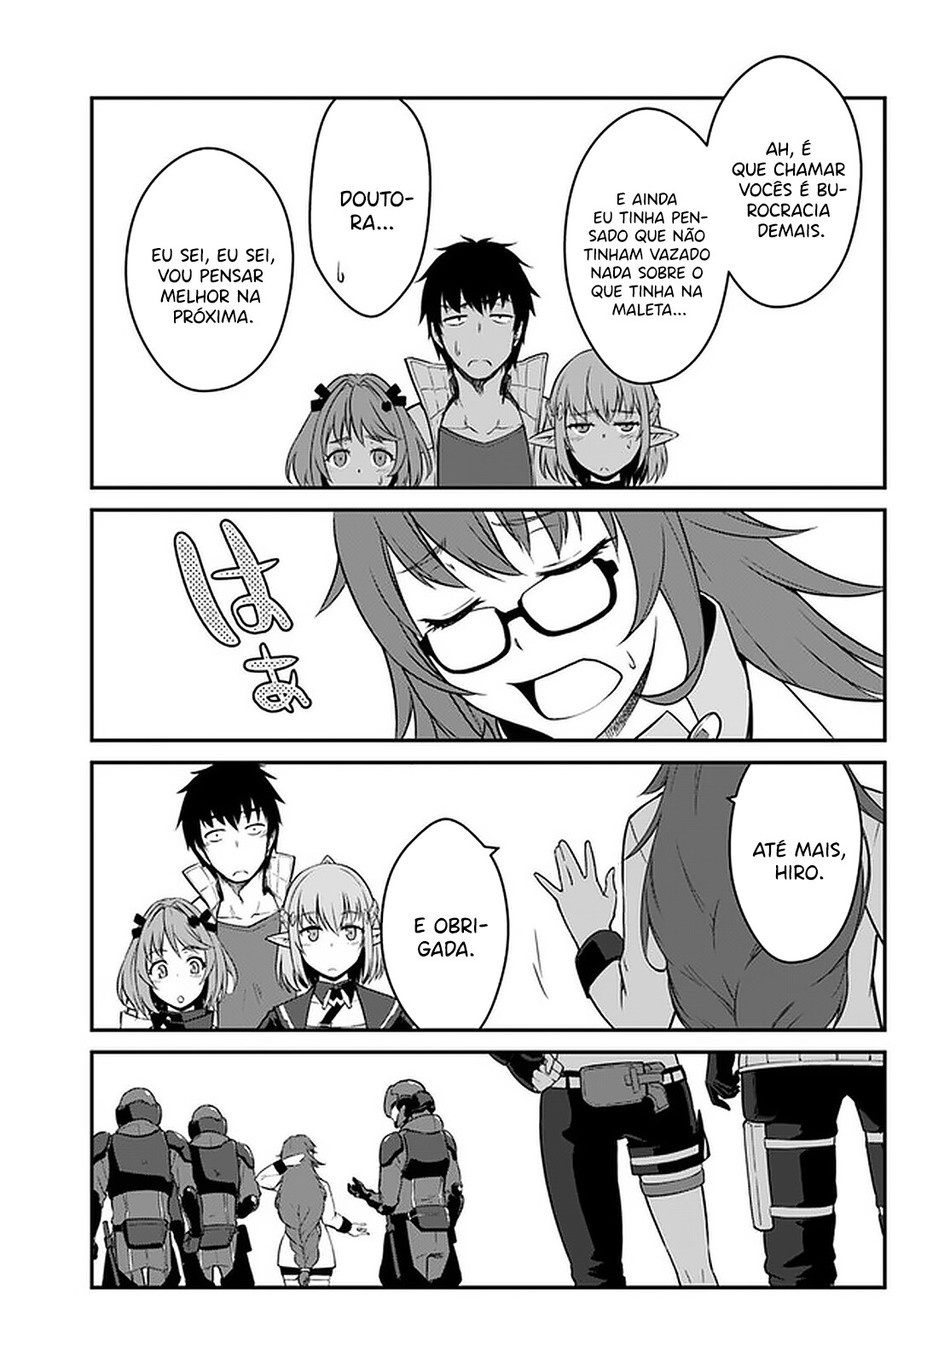 AH, É
QUE CHAMAR
VOCÊS É BU-
ROCRACIA
DEMAIS.
E AINDA
EU TINHA PEN-
SADO QUE NÃO
TINHAM VAZADO
NADA SOBRE O
QUE TINHA NA
MALETA...
DOUTO-
RA...
EU SEI, EU SEI,
VOU PENSAR
MELHOR NA
PRÓXIMA.
はぁ
ATÉ MAIS,
HIRO.
E OBRI-
GADA.